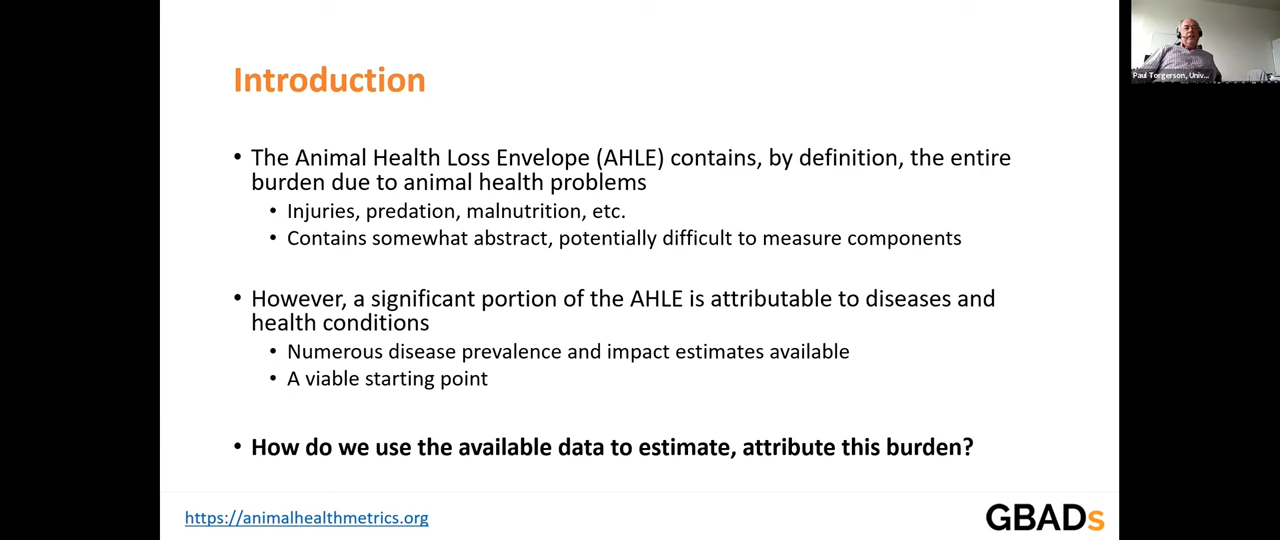 Introduction
• The Animal Health Loss Envelope (AHLE) contains, by definition, the entire
burden due to animal health problems
• Injuries, predation, malnutrition, etc.
• Contains somewhat abstract, potentially difficult to measure components
• However, a significant portion of the AHLE is attributable to diseases and
health conditions
• Numerous disease prevalence and impact estimates available
• A viable starting point
• How do we use the available data to estimate, attribute this burden?
https://animalhealthmetrics.org
GBADs
Paul Torgerson, Univ...